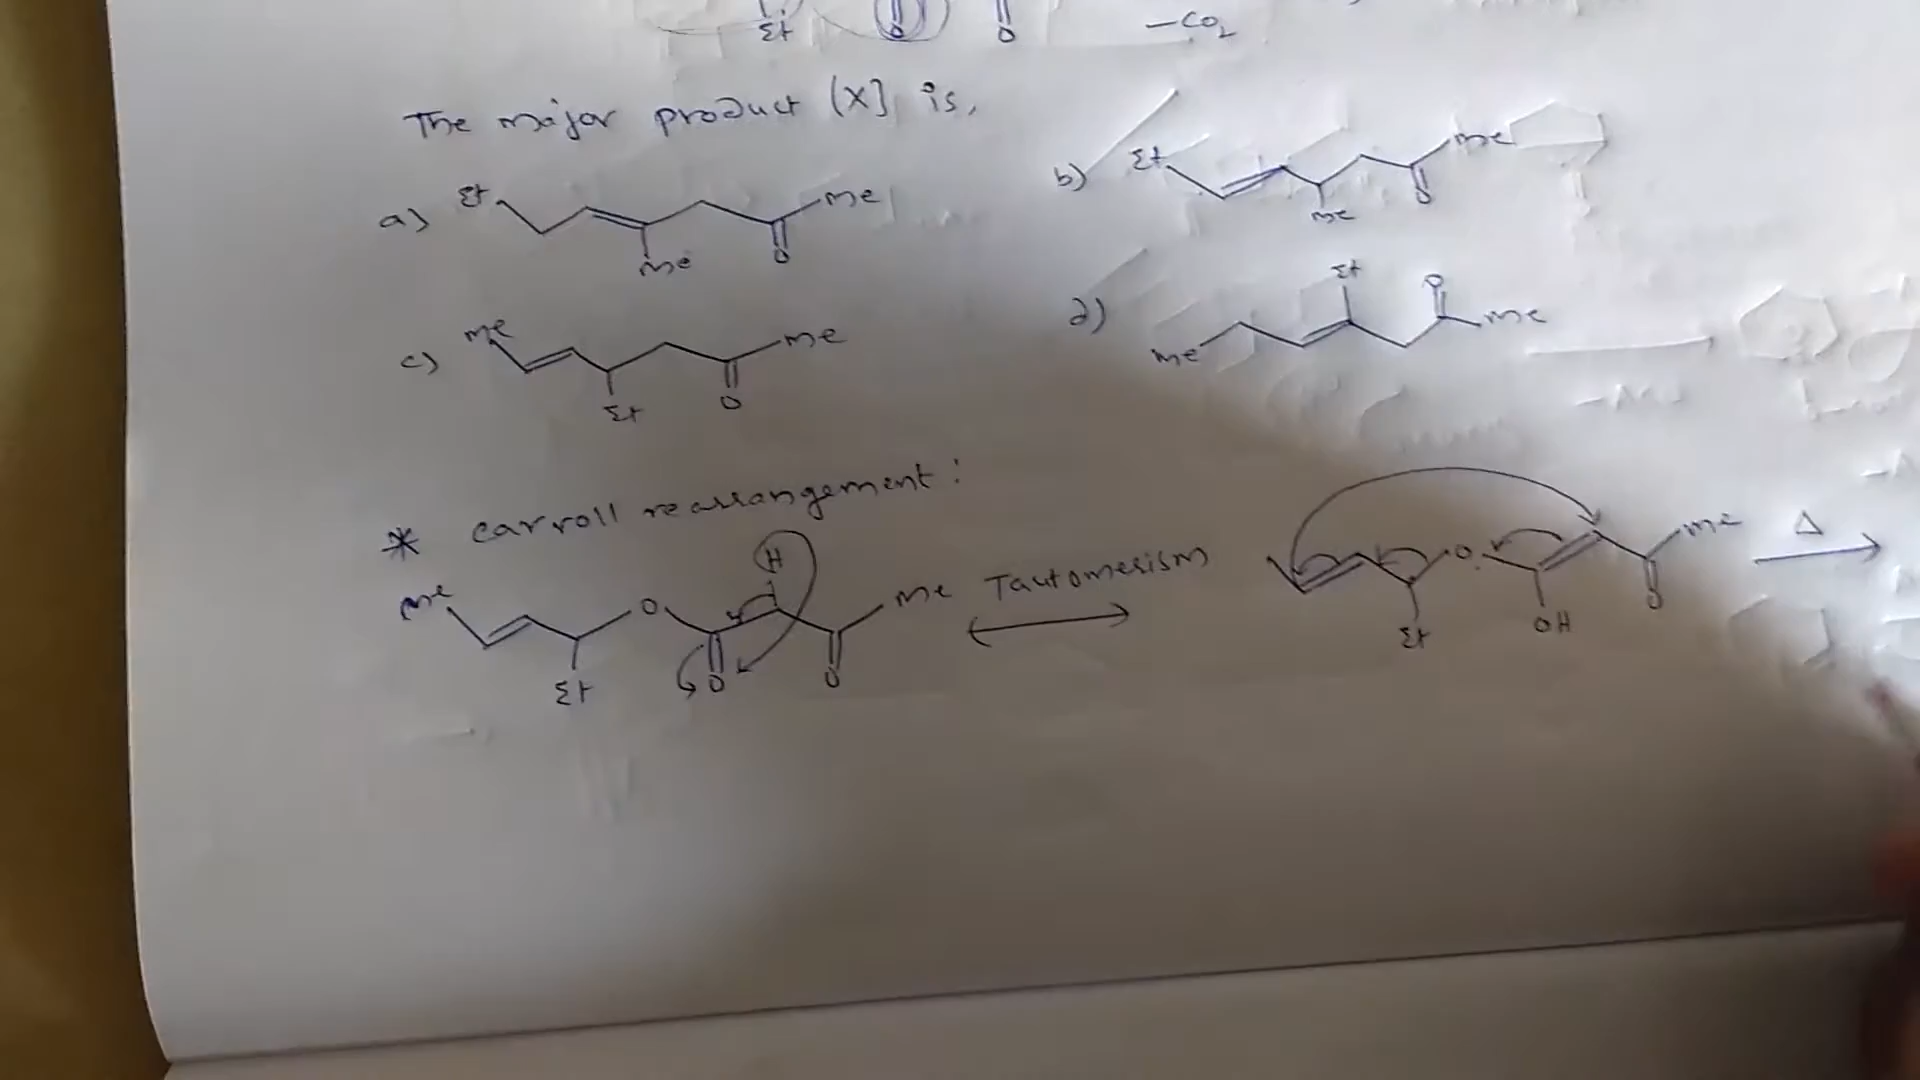 Et O O -CO2
The major product (X] is,
a) Et Me O Me
b) Et Me O Me
c) Me Et O Me
d) Me Et O Me
* carroll rearrangement:
Me Et O O H O Me Tautomerism Et O OH O Me Δ